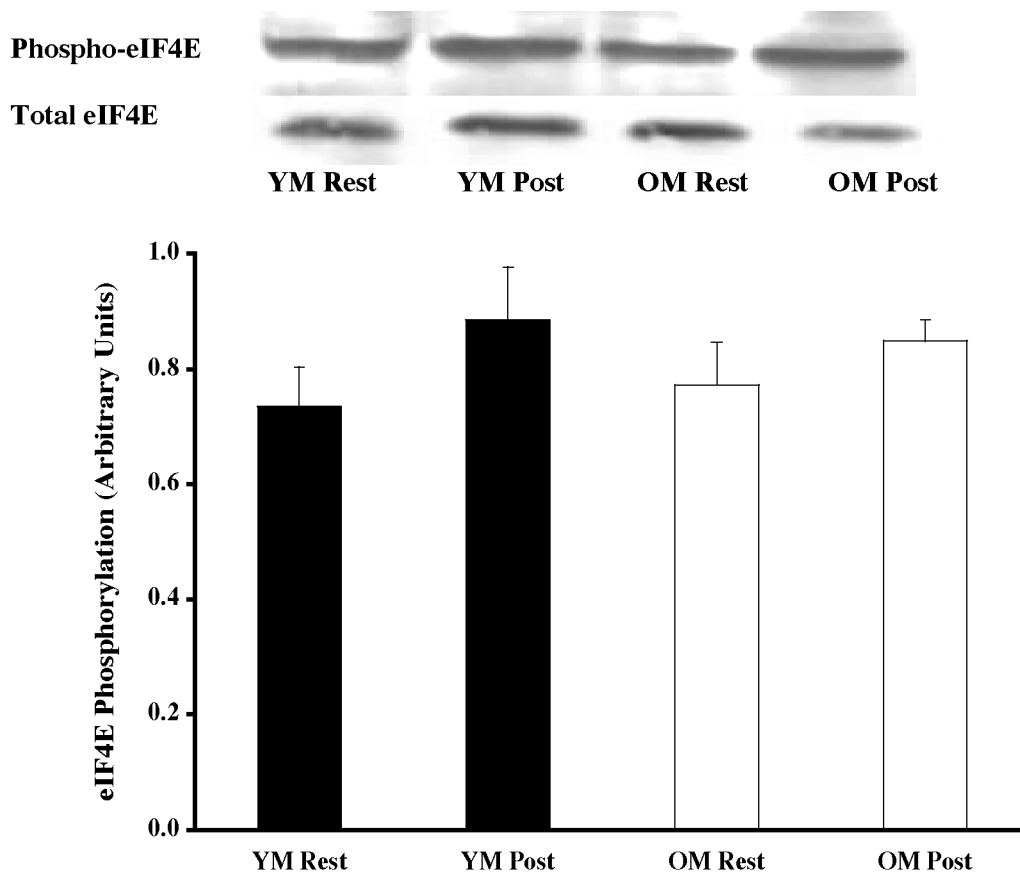 Phospho-eIF4E
Total eIF4E
YM Rest YM Post OM Rest OM Post
eIF4E Phosphorylation (Arbitrary Units)
1.0
0.8
0.6
0.4
0.2
0.0
YM Rest YM Post OM Rest OM Post